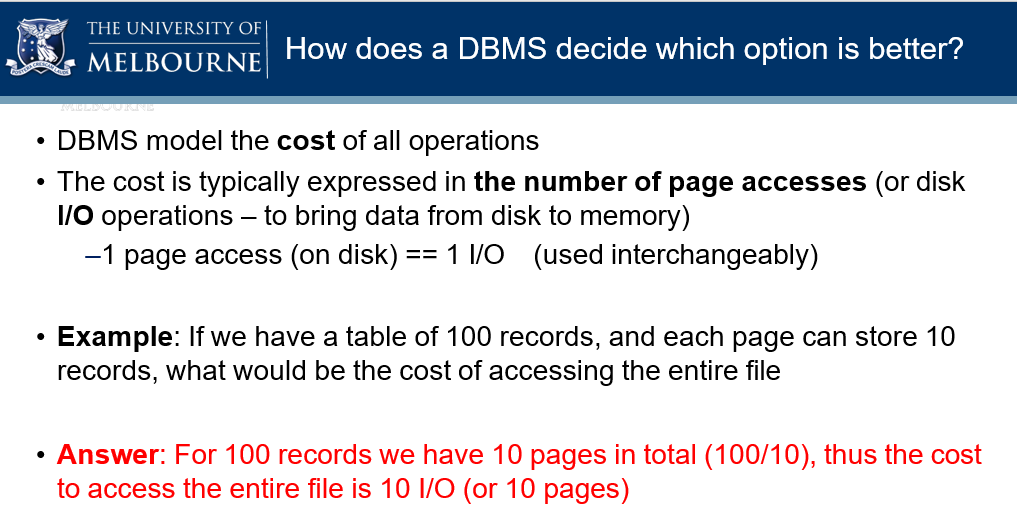 THE UNIVERSITY OF
MELBOURNE
How does a DBMS decide which option is better?
MELBOURNE
• DBMS model the cost of all operations
• The cost is typically expressed in the number of page accesses (or disk
I/O operations – to bring data from disk to memory)
–1 page access (on disk) == 1 I/O (used interchangeably)
• Example: If we have a table of 100 records, and each page can store 10
records, what would be the cost of accessing the entire file
• Answer: For 100 records we have 10 pages in total (100/10), thus the cost
to access the entire file is 10 I/O (or 10 pages)